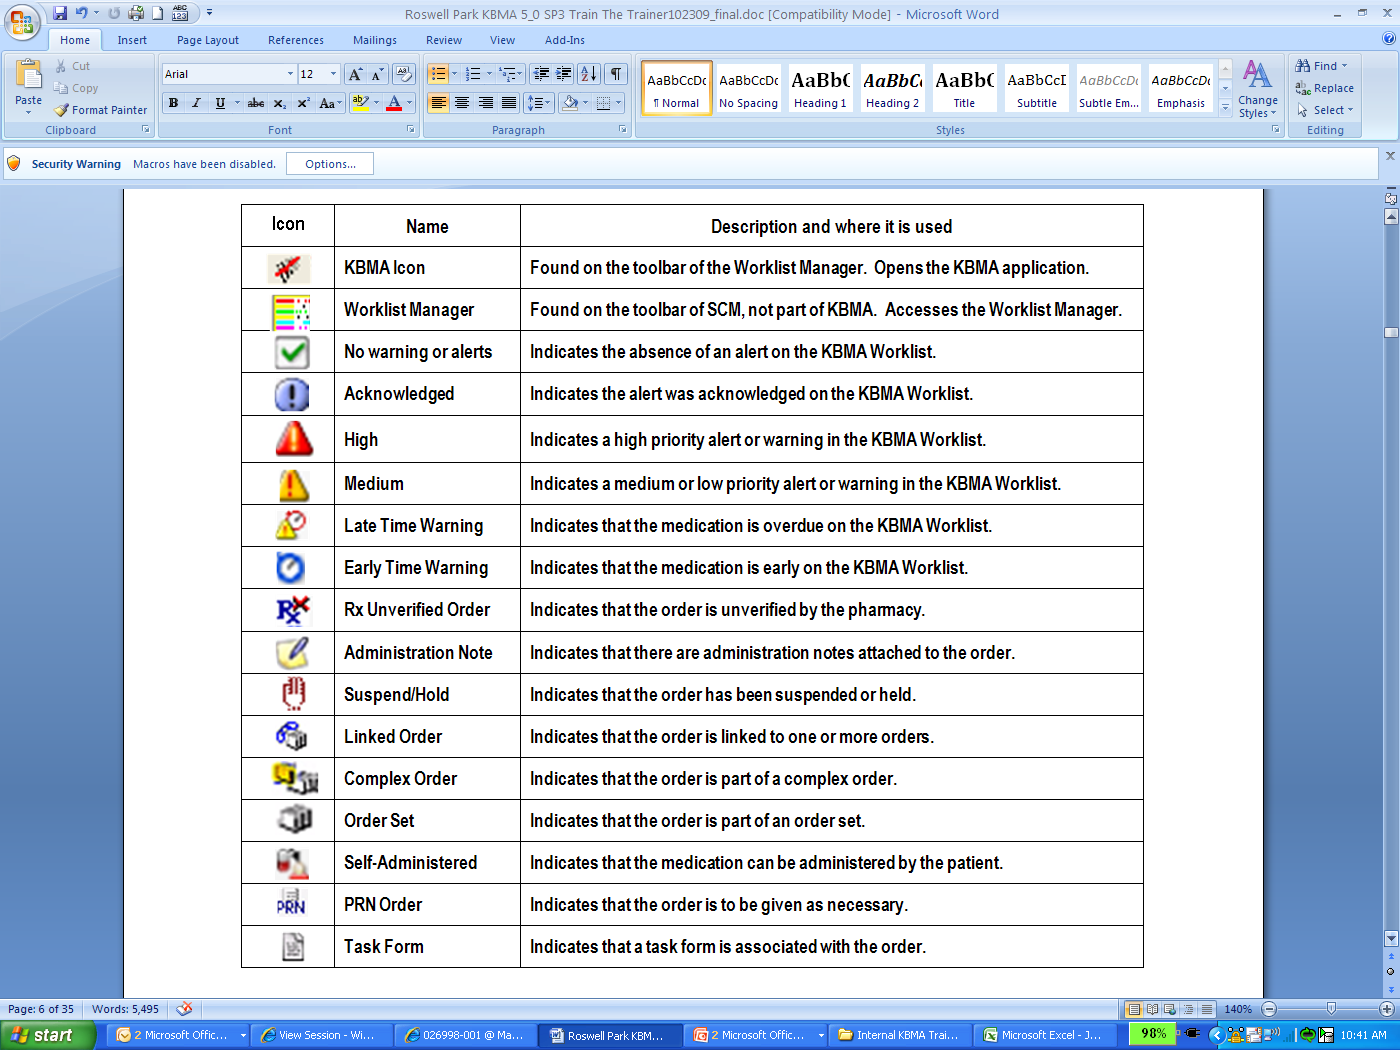 Roswell Park KBMA 5_0 SP3 Train The Trainer102309_final.doc [Compatibility Mode] - Microsoft Word
Home Insert Page Layout References Mailings Review View Add-Ins
Paste
Cut
Copy
Format Painter
Clipboard
Arial 12
Font
Paragraph
AaBbCcDc AaBbCcDc AaBbC AaBbCc AaBbC AaBbCcI AaBbCcDc AaBbCcDc
¶ Normal No Spacing Heading 1 Heading 2 Title Subtitle Subtle Em... Emphasis
Change Styles
Styles
Find
Replace
Select
Editing
Security Warning Macros have been disabled. Options...
Icon Name Description and where it is used
KBMA Icon Found on the toolbar of the Worklist Manager. Opens the KBMA application.
Worklist Manager Found on the toolbar of SCM, not part of KBMA. Accesses the Worklist Manager.
No warning or alerts Indicates the absence of an alert on the KBMA Worklist.
Acknowledged Indicates the alert was acknowledged on the KBMA Worklist.
High Indicates a high priority alert or warning in the KBMA Worklist.
Medium Indicates a medium or low priority alert or warning in the KBMA Worklist.
Late Time Warning Indicates that the medication is overdue on the KBMA Worklist.
Early Time Warning Indicates that the medication is early on the KBMA Worklist.
Rx Rx Unverified Order Indicates that the order is unverified by the pharmacy.
Administration Note Indicates that there are administration notes attached to the order.
Suspend/Hold Indicates that the order has been suspended or held.
Linked Order Indicates that the order is linked to one or more orders.
Complex Order Indicates that the order is part of a complex order.
Order Set Indicates that the order is part of an order set.
Self-Administered Indicates that the medication can be administered by the patient.
PRN PRN Order Indicates that the order is to be given as necessary.
Task Form Indicates that a task form is associated with the order.
Page: 6 of 35 Words: 5,495 140%
start 2 Microsoft Offic... View Session - Wi... 026998-001 @ Ma... Roswell Park KBM... 2 Microsoft Offic... Internal KBMA Trai... Microsoft Excel - J... 98% 10:41 AM